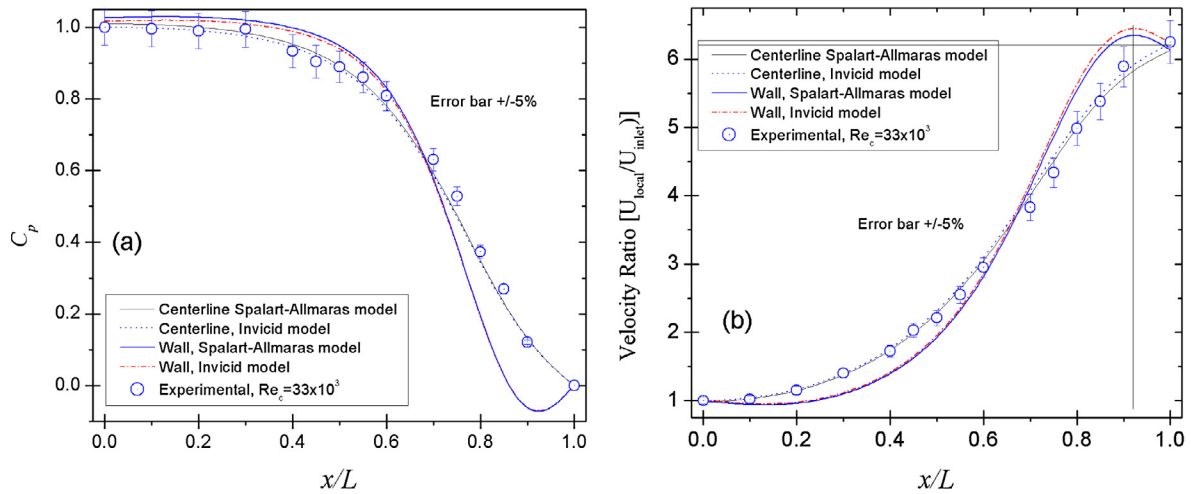 1.0
0.8
0.6
0.4
0.2
0.0
C_p
Error bar +/-5%
(a)
Centerline Spalart-Allmaras model
Centerline, Invicid model
Wall, Spalart-Allmaras model
Wall, Invicid model
Experimental, Re_c=33x10^3
0.0 0.2 0.4 0.6 0.8 1.0
x/L
6
5
4
3
2
1
Velocity Ratio [U_local/U_inlet)]
Centerline Spalart-Allmaras model
Centerline, Invicid model
Wall, Spalart-Allmaras model
Wall, Invicid model
Experimental, Re_c=33x10^3
Error bar +/-5%
(b)
0.0 0.2 0.4 0.6 0.8 1.0
x/L